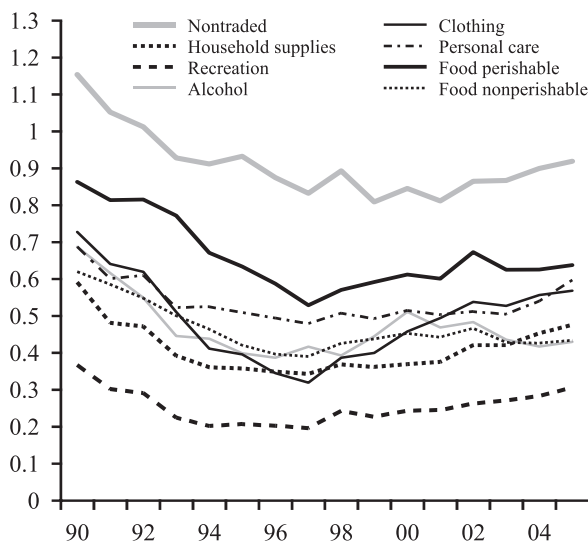 1.3
1.2
1.1
1
0.9
0.8
0.7
0.6
0.5
0.4
0.3
0.2
0.1
0
Nontraded
Household supplies
Recreation
Alcohol
Clothing
Personal care
Food perishable
Food nonperishable
90 92 94 96 98 00 02 04